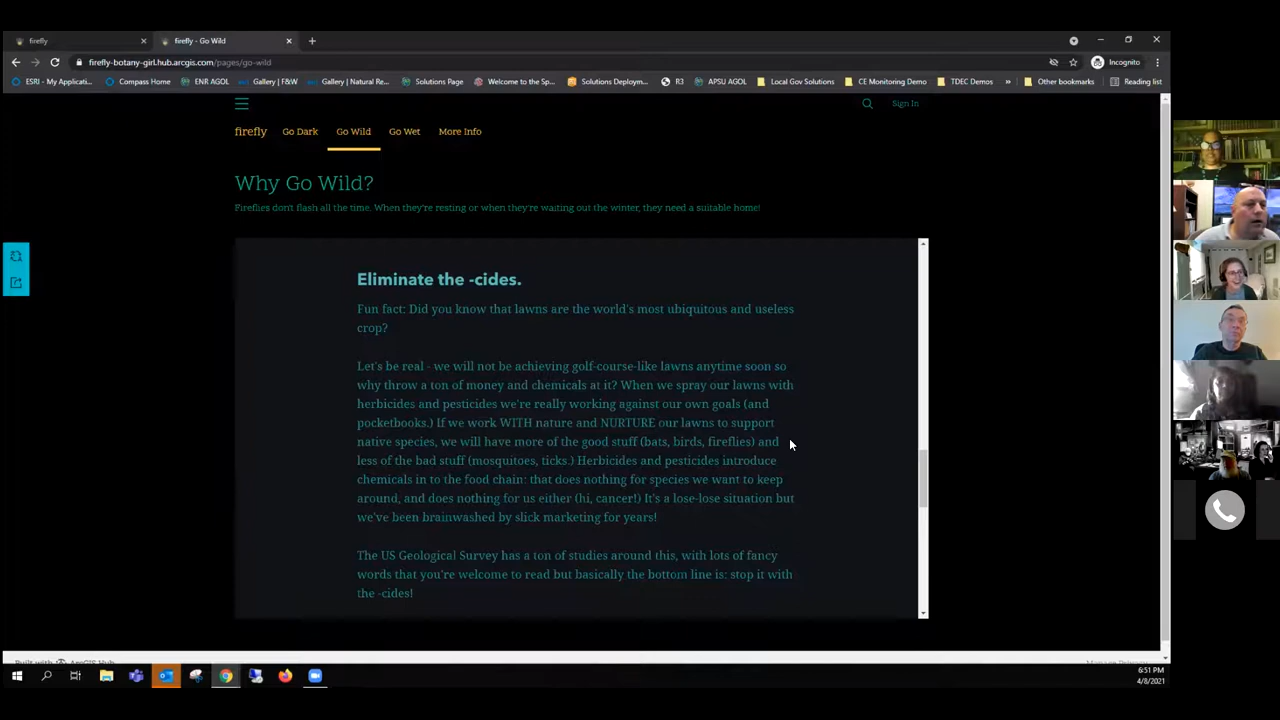 firefly
firefly - Go Wild
firefly-botany-girl.hub.arcgis.com/pages/go-wild
Incognito
ESRI - My Applicati...
Compass Home
ENR AGOL
Gallery | F&W
Gallery | Natural Re...
Solutions Page
Welcome to the Sp...
Solutions Deploym...
R3
APSU AGOL
Local Gov Solutions
CE Monitoring Demo
TDEC Demos
»
Other bookmarks
Reading list
Sign In
firefly
Go Dark
Go Wild
Go Wet
More Info
Why Go Wild?
Fireflies don't flash all the time. When they're resting or when they're waiting out the winter, they need a suitable home!
Eliminate the -cides.
Fun fact: Did you know that lawns are the world's most ubiquitous and useless
crop?
Let's be real - we will not be achieving golf-course-like lawns anytime soon so
why throw a ton of money and chemicals at it? When we spray our lawns with
herbicides and pesticides we're really working against our own goals (and
pocketbooks.) If we work WITH nature and NURTURE our lawns to support
native species, we will have more of the good stuff (bats, birds, fireflies) and
less of the bad stuff (mosquitoes, ticks.) Herbicides and pesticides introduce
chemicals in to the food chain: that does nothing for species we want to keep
around, and does nothing for us either (hi, cancer!) It's a lose-lose situation but
we've been brainwashed by slick marketing for years!
The US Geological Survey has a ton of studies around this, with lots of fancy
words that you're welcome to read but basically the bottom line is: stop it with
the -cides!
Built with ArcGIS Hub
Manage Privacy
6:51 PM
4/8/2021